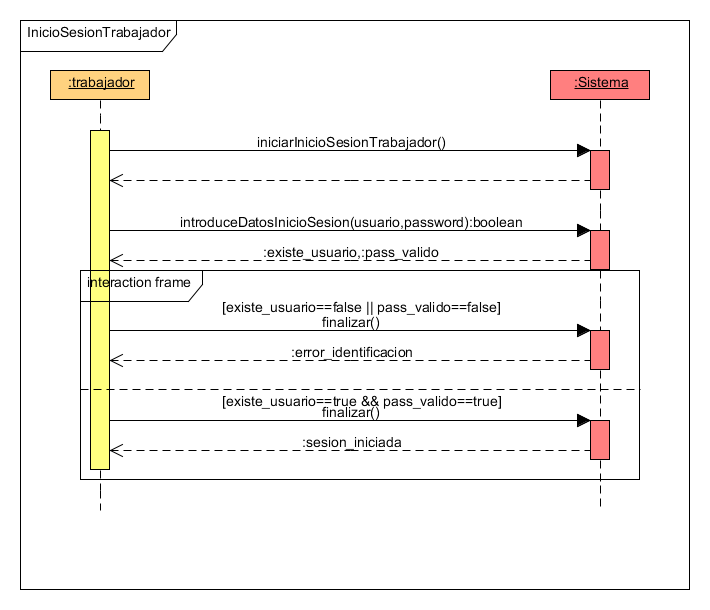 InicioSesionTrabajador
:trabajador
:Sistema
iniciarInicioSesionTrabajador()
introduceDatosInicioSesion(usuario,password):boolean
:existe_usuario,:pass_valido
interaction frame
[existe_usuario==false || pass_valido==false]
finalizar()
:error_identificacion
[existe_usuario==true && pass_valido==true]
finalizar()
:sesion_iniciada